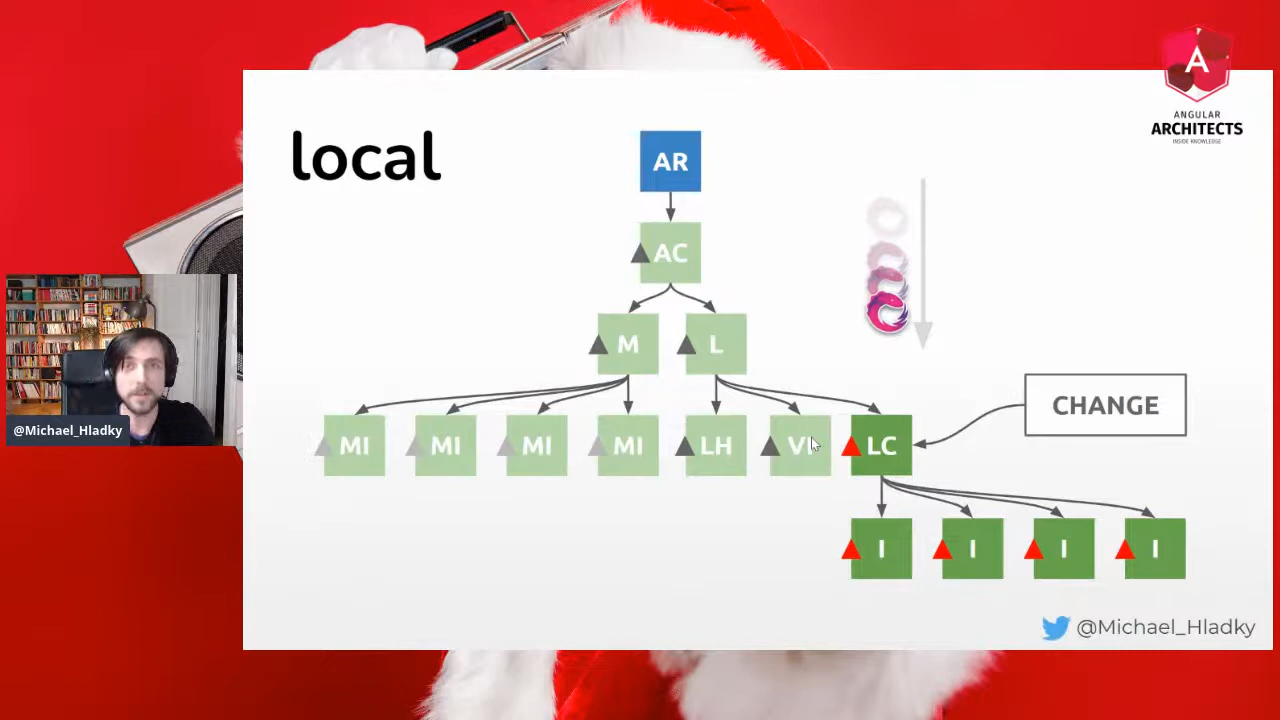 local
AR
AC
M
L
MI
MI
MI
MI
LH
LC
CHANGE
I
I
I
I
@Michael_Hladky
@Michael_Hladky
A
ANGULAR
ARCHITECTS
INSIDE KNOWLEDGE